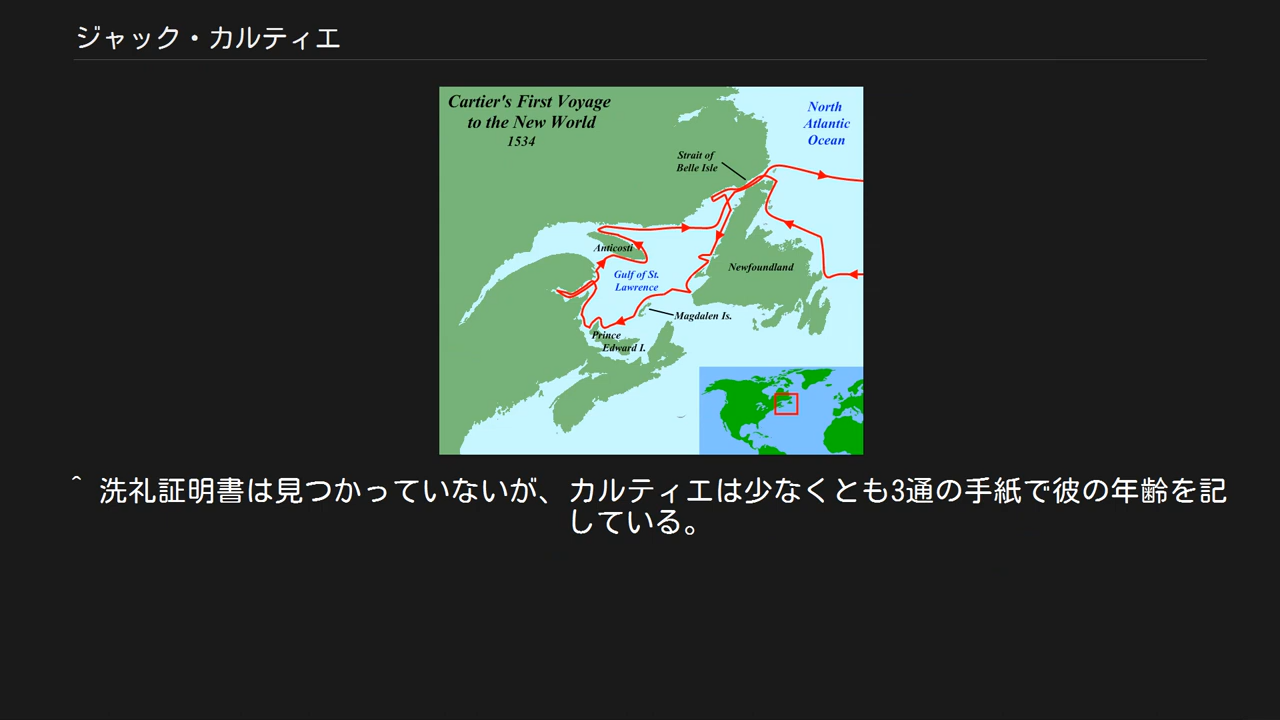 ジャック・カルティエ
Cartier's First Voyage
to the New World
1534
North
Atlantic
Ocean
Strait of
Belle Isle
Anticosti
Gulf of St.
Lawrence
Newfoundland
Magdalen Is.
Prince
Edward I.
^ 洗礼証明書は見つかっていないが、カルティエは少なくとも3通の手紙で彼の年齢を記
している。